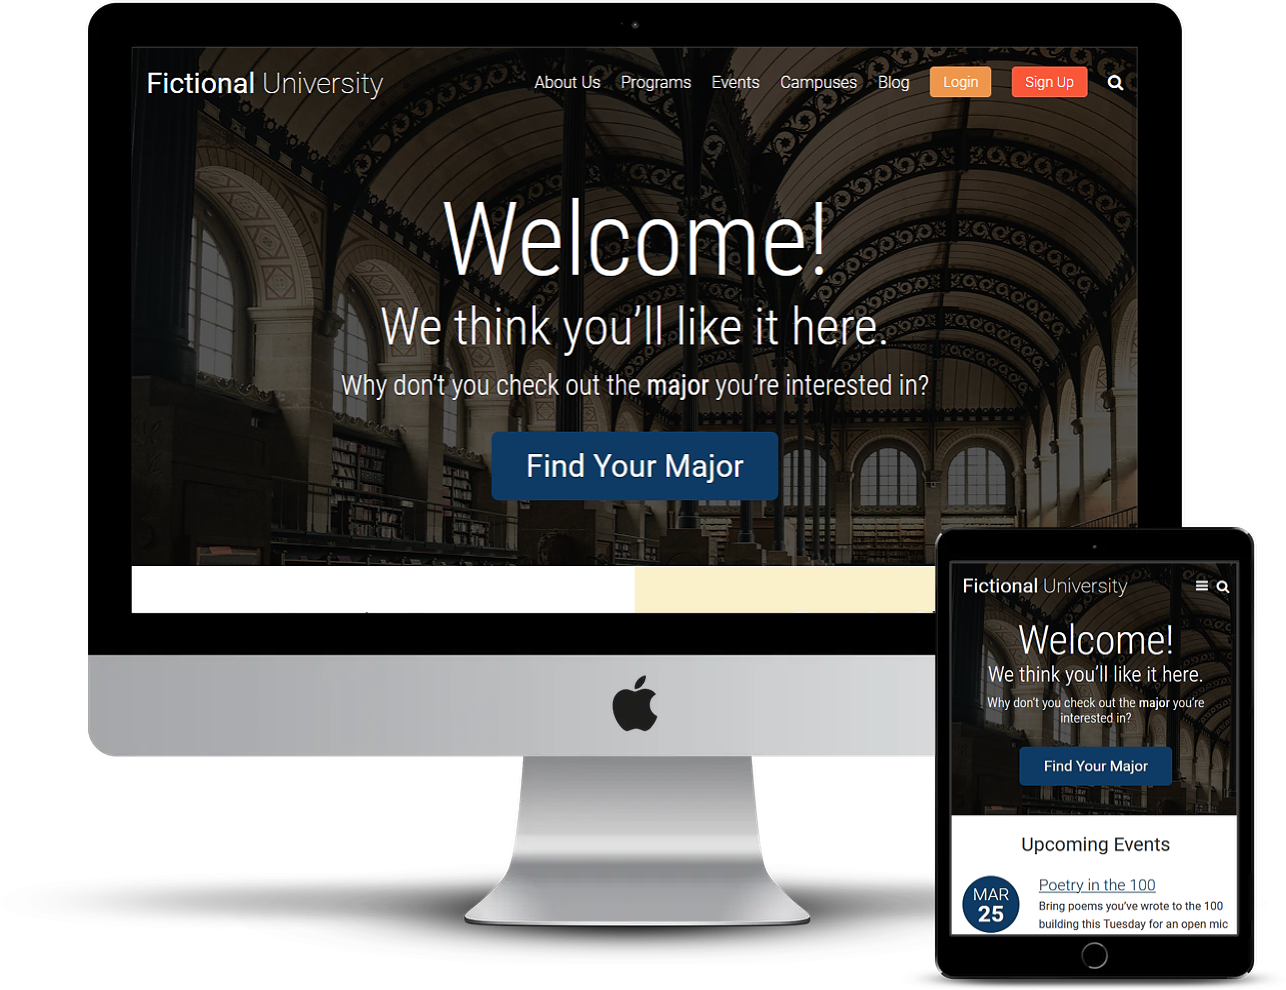 Fictional University
About Us Programs Events Campuses Blog Login Sign Up
Welcome!
We think you'll like it here.
Why don't you check out the major you're interested in?
Find Your Major
Fictional University
Welcome!
We think you'll like it here.
Why don't you check out the major you're
interested in?
Find Your Major
Upcoming Events
MAR
25
Poetry in the 100
Bring poems you've wrote to the 100
building this Tuesday for an open mic